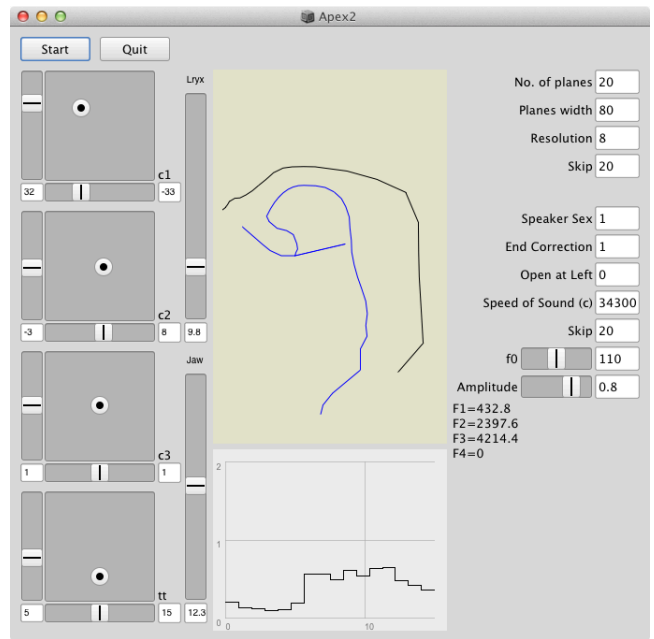 Apex2
Start Quit
Lryx
c1
32 -33
c2
-3 8 9.8
Jaw
c3
1 1
tt
5 15 12.3
No. of planes 20
Planes width 80
Resolution 8
Skip 20
Speaker Sex 1
End Correction 1
Open at Left 0
Speed of Sound (c) 34300
Skip 20
f0 110
Amplitude 0.8
F1=432.8
F2=2397.6
F3=4214.4
F4=0
2
1
0
0 10